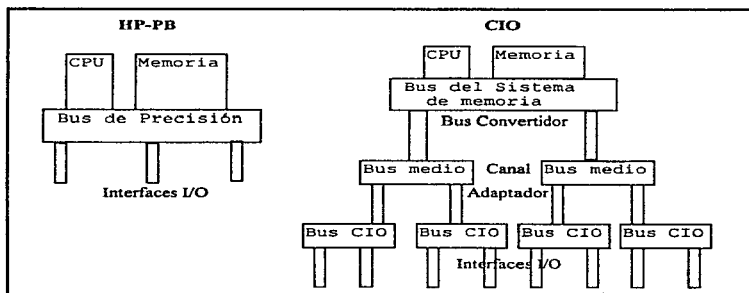 HP-PB
CPU
Memoria
Bus de Precisión
Interfaces I/O
CIO
CPU
Memoria
Bus del Sistema
de memoria
Bus Convertidor
Bus medio
Canal
Adaptador
Bus medio
Bus CIO
Bus CIO
Bus CIO
Bus CIO
Interfaces I/O